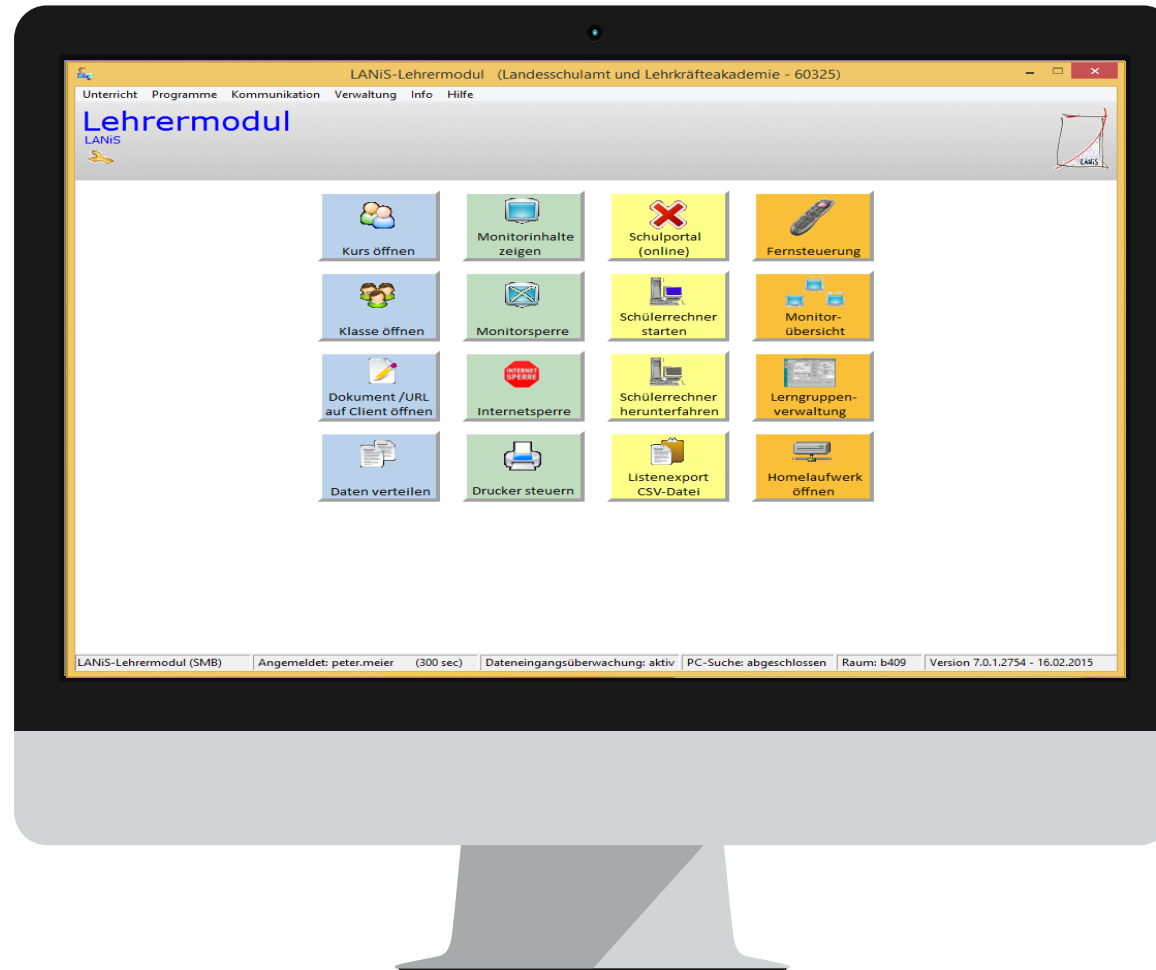 LANiS-Lehrermodul (Landesschulamt und Lehrkräfteakademie - 60325)
Unterricht Programme Kommunikation Verwaltung Info Hilfe
Lehrermodul
LANiS
LANiS
Kurs öffnen
Monitorinhalte
zeigen
Schulportal
(online)
Fernsteuerung
Klasse öffnen
Monitorsperre
Schülerrechner
starten
Monitor-
übersicht
Dokument /URL
auf Client öffnen
INTERNET
SPERRE
Internetsperre
Schülerrechner
herunterfahren
Lerngruppen-
verwaltung
Daten verteilen
Drucker steuern
Listenexport
CSV-Datei
Homelaufwerk
öffnen
LANiS-Lehrermodul (SMB) Angemeldet: peter.meier (300 sec) Dateneingangsüberwachung: aktiv PC-Suche: abgeschlossen Raum: b409 Version 7.0.1.2754 - 16.02.2015